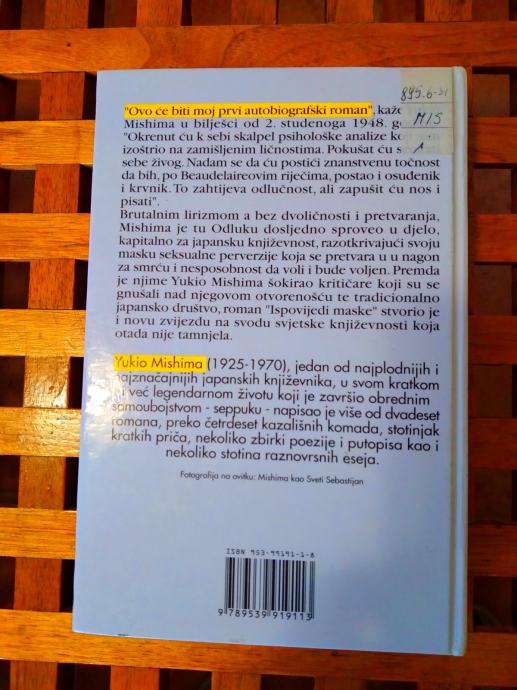 895.6-31
MIS
"Ovo će biti moj prvi autobiografski roman", kaže
Mishima u bilješci od 2. studenoga 1948. go
"Okrenut ću k sebi skalpel psihološke analize koji
izoštrio na zamišljenim ličnostima. Pokušat ću s
sebe živog. Nadam se da ću postići znanstvenu točnost
da bih, po Beaudelaireovim riječima, postao i osuđenik
i krvnik. To zahtijeva odlučnost, ali zapušit ću nos i
pisati".
Brutalnim lirizmom a bez dvoličnosti i pretvaranja,
Mishima je tu Odluku dosljedno sproveo u djelo,
kapitalno za japansku književnost, razotkrivajući svoju
masku seksualne perverzije koja se pretvara u u nagon
za smrću i nesposobnost da voli i bude voljen. Premda
je njime Yukio Mishima šokirao kritičare koji su se
gnušali nad njegovom otvorenošću te tradicionalno
japansko društvo, roman "Ispovijedi maske" stvorio je
i novu zvijezdu na svodu svjetske književnosti koja
otada nije tamnjela.
Yukio Mishima (1925-1970), jedan od najplodnijih i
najznačajnijih japanskih književnika, u svom kratkom
i već legendarnom životu koji je završio obrednim
samoubojstvom - seppuku - napisao je više od dvadeset
romana, preko četrdeset kazališnih komada, stotinjak
kratkih priča, nekoliko zbirki poezije i putopisa kao i
nekoliko stotina raznovrsnih eseja.
Fotografija na ovitku: Mishima kao Sveti Sebastijan
ISBN 953-99191-1-8
9 789539 919113